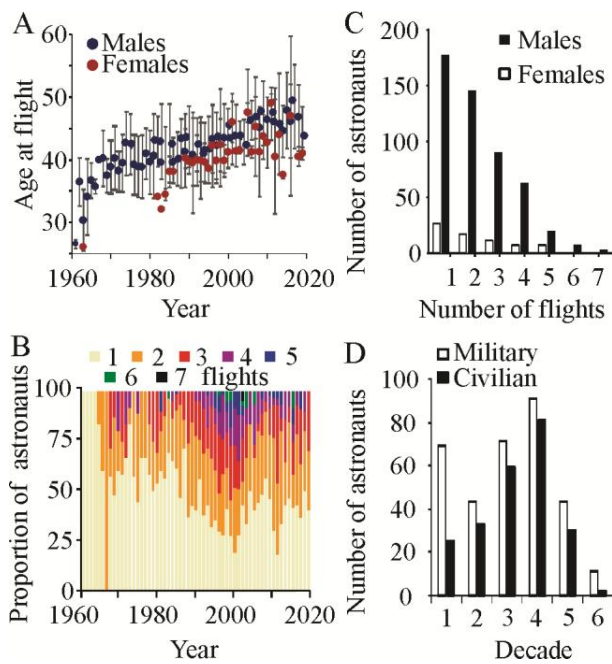 A
60
50
40
30
Age at flight
Males
Females
1960
1980
2000
2020
Year
B
1 2 3 4 5
6 7 flights
100
75
50
25
0
Proportion of astronauts
1960
1980
2000
2020
Year
C
200
150
100
50
0
Number of astronauts
Males
Females
1 2 3 4 5 6 7
Number of flights
D
Military
Civilian
100
80
60
40
20
0
Number of astronauts
1 2 3 4 5 6
Decade